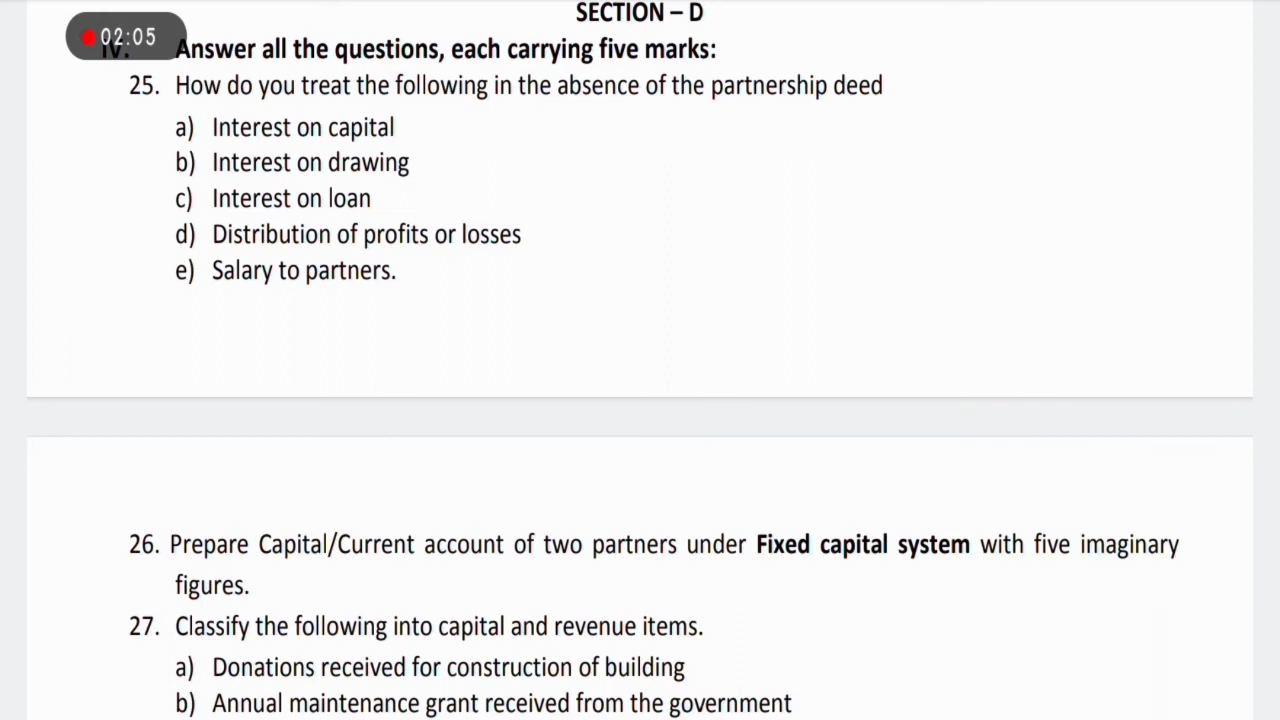 SECTION – D
02:05
IV. Answer all the questions, each carrying five marks:
25. How do you treat the following in the absence of the partnership deed
a) Interest on capital
b) Interest on drawing
c) Interest on loan
d) Distribution of profits or losses
e) Salary to partners.
26. Prepare Capital/Current account of two partners under Fixed capital system with five imaginary
figures.
27. Classify the following into capital and revenue items.
a) Donations received for construction of building
b) Annual maintenance grant received from the government